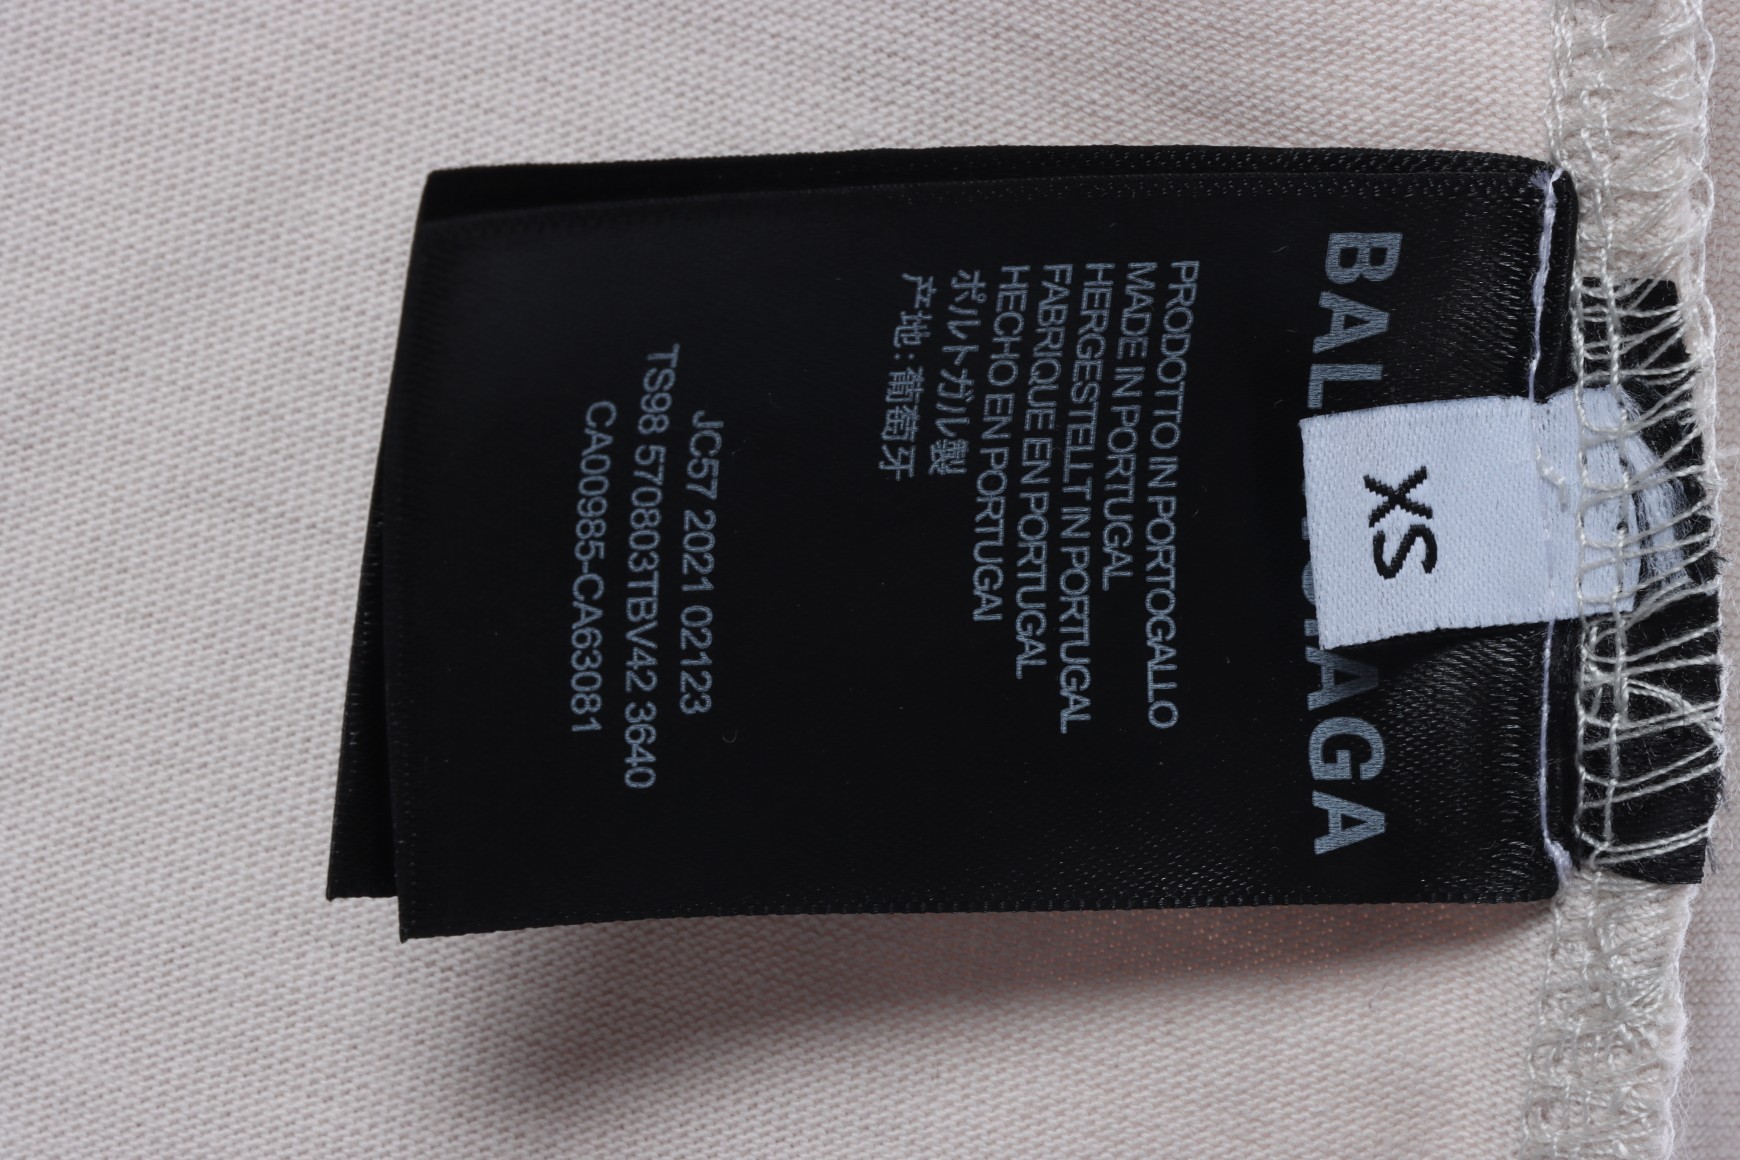 BAL
AGA
XS
PRODOTTO IN PORTOGALLO
MADE IN PORTUGAL
HERGESTELLT IN PORTUGAL
FABRIQUE EN PORTUGAL
HECHO EN PORTUGAl
ポルトガル製
产地:葡萄牙
JC57 2021 02123
TS98 570803TBV42 3640
CA00985-CA63081